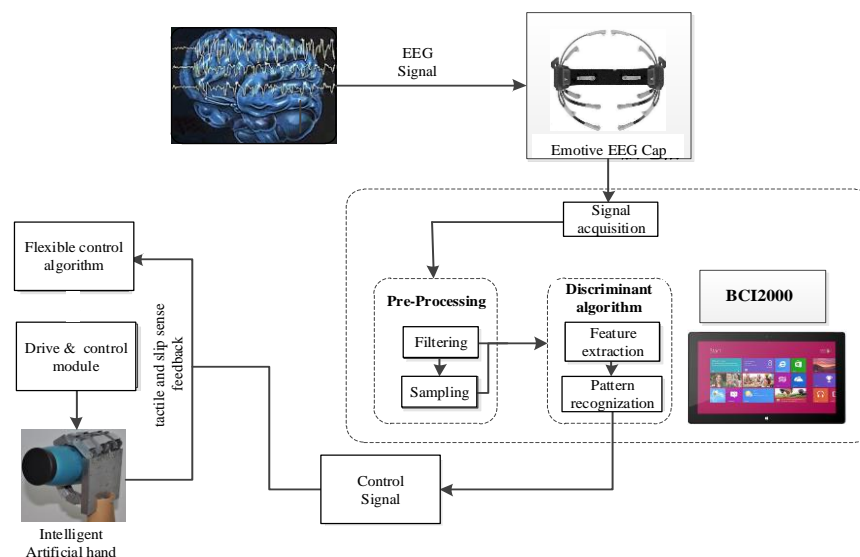 EEG
Signal
Emotive EEG Cap
Signal
acquisition
Flexible control
algorithm
Drive & control
module
tactile and slip sense
feedback
Pre-Processing
Filtering
Sampling
Discriminant
algorithm
Feature
extraction
Pattern
recognization
BCI2000
Start
Control
Signal
Intelligent
Artificial hand